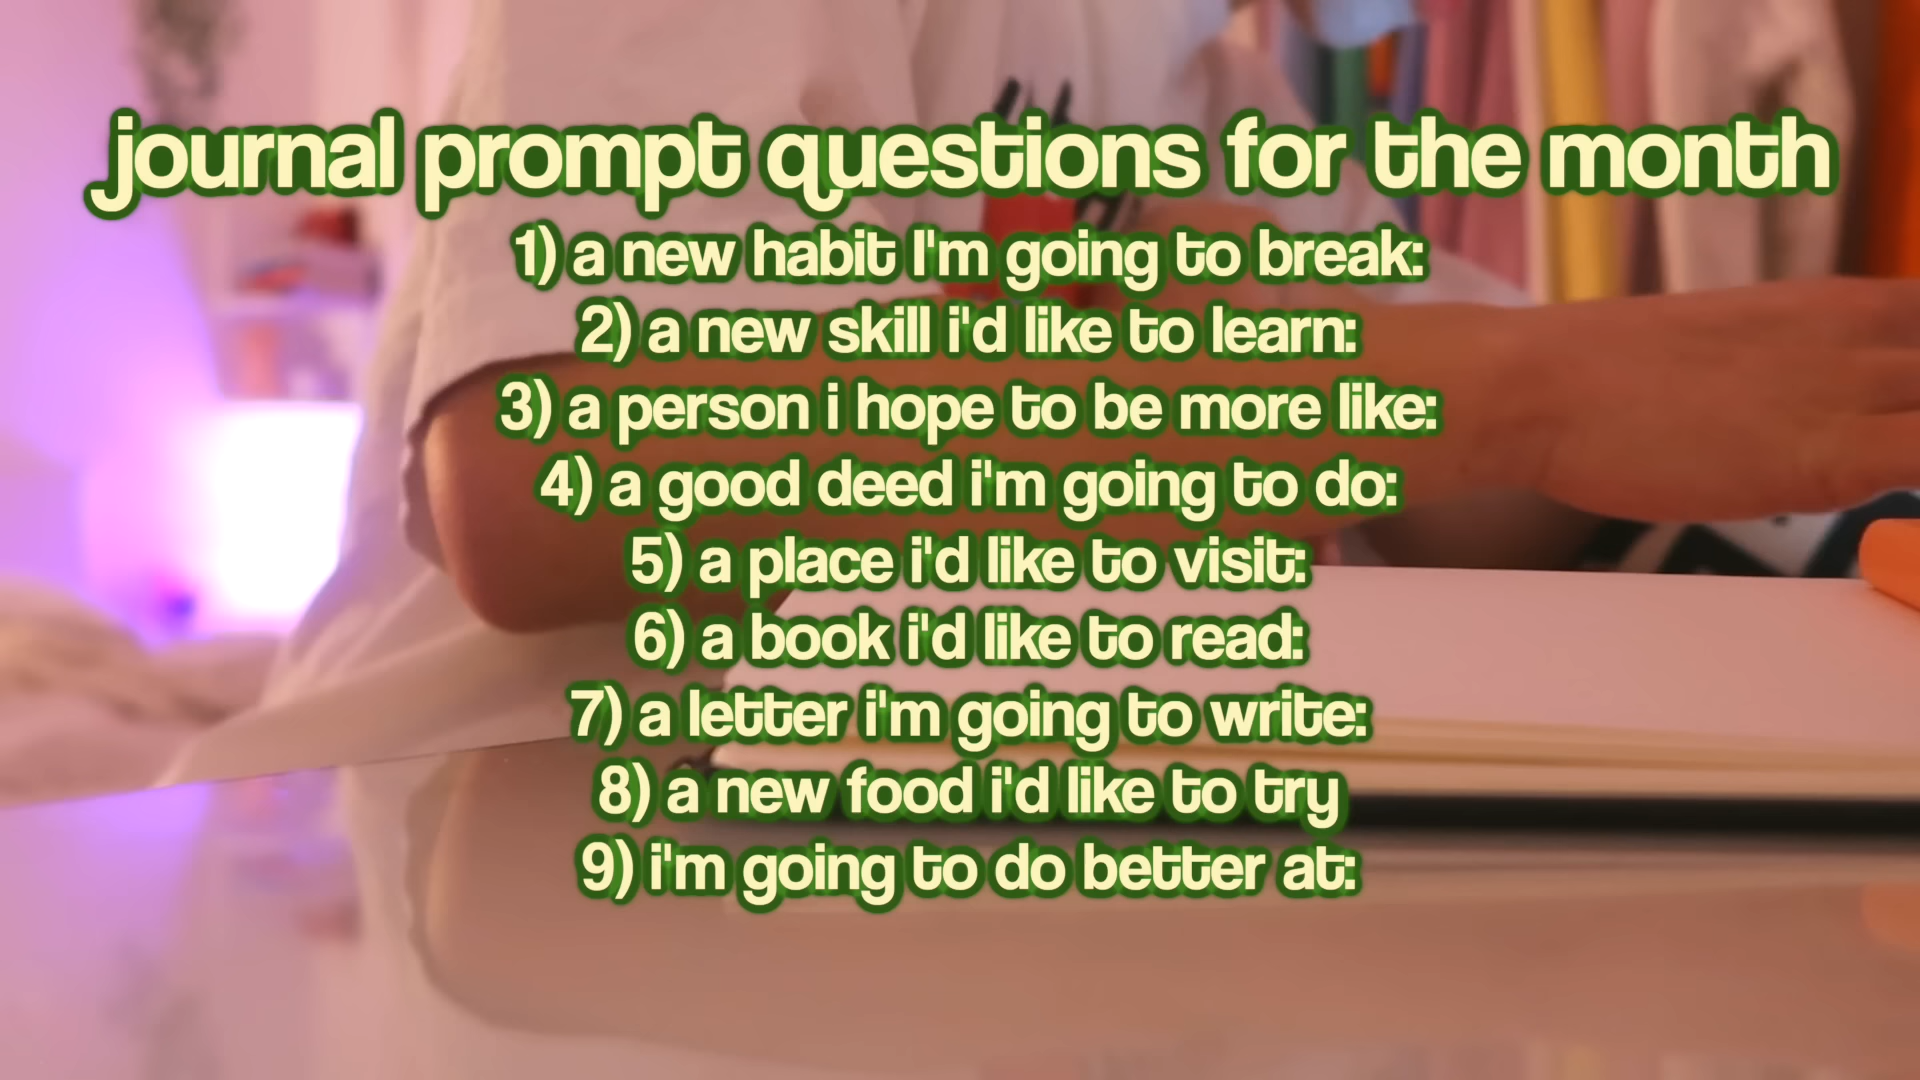 journal prompt questions for the month
1) a new habit I'm going to break:
2) a new skill i'd like to learn:
3) a person i hope to be more like:
4) a good deed i'm going to do:
5) a place i'd like to visit:
6) a book i'd like to read:
7) a letter i'm going to write:
8) a new food i'd like to try
9) i'm going to do better at: